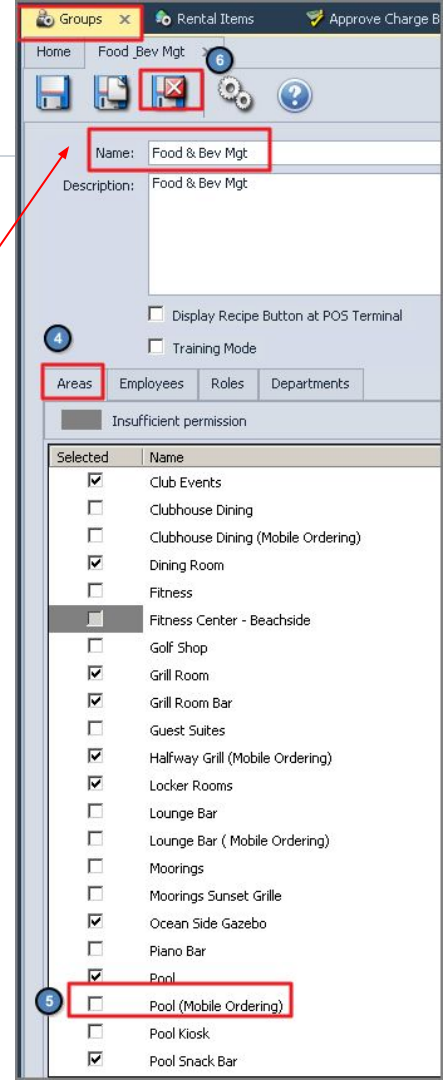 Groups x Rental Items Approve Charge B
Home Food_Bev Mgt
6
Name: Food & Bev Mgt
Description: Food & Bev Mgt
Display Recipe Button at POS Terminal
4
Training Mode
Areas Employees Roles Departments
Insufficient permission
Selected Name
Club Events
Clubhouse Dining
Clubhouse Dining (Mobile Ordering)
Dining Room
Fitness
Fitness Center - Beachside
Golf Shop
Grill Room
Grill Room Bar
Guest Suites
Halfway Grill (Mobile Ordering)
Locker Rooms
Lounge Bar
Lounge Bar ( Mobile Ordering)
Moorings
Moorings Sunset Grille
Ocean Side Gazebo
Piano Bar
Pool
5 Pool (Mobile Ordering)
Pool Kiosk
Pool Snack Bar